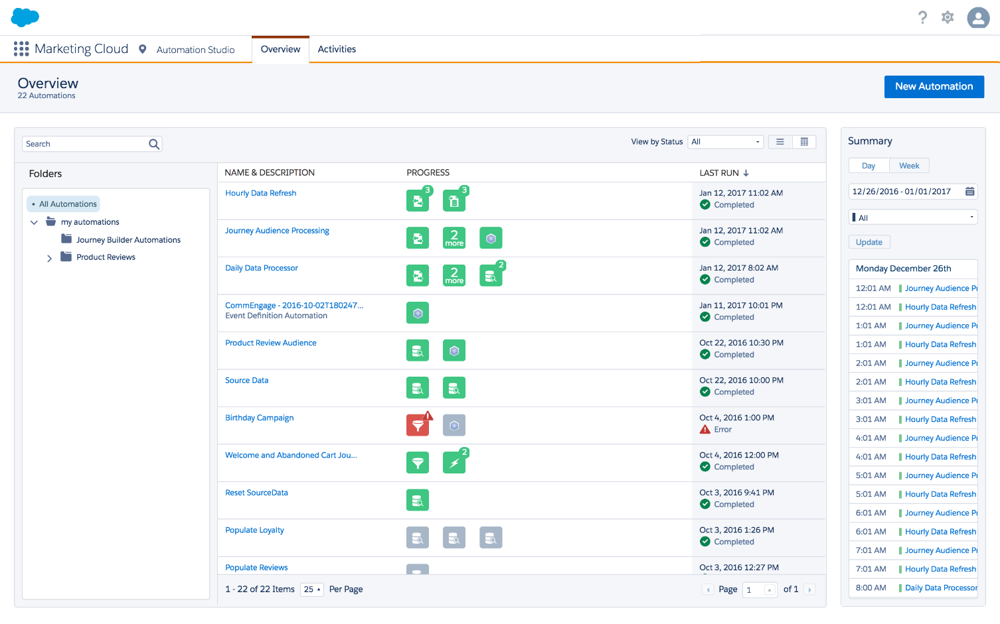 Marketing Cloud
Automation Studio
Overview
Activities
Overview
22 Automations
New Automation
Search
View by Status
All
Folders
All Automations
my automations
Journey Builder Automations
Product Reviews
NAME & DESCRIPTION PROGRESS LAST RUN
Hourly Data Refresh 3 3 Jan 12, 2017 11:02 AM
Completed
Journey Audience Processing 2 more Jan 12, 2017 11:02 AM
Completed
Daily Data Processor 2 more 2 Jan 12, 2017 8:02 AM
Completed
CommEngage - 2016-10-02T180247... Jan 11, 2017 10:01 PM
Event Definition Automation Completed
Product Review Audience Oct 22, 2016 10:30 PM
Completed
Source Data Oct 22, 2016 10:00 PM
Completed
Birthday Campaign Oct 4, 2016 1:00 PM
Error
Welcome and Abandoned Cart Jou... 2 Oct 4, 2016 12:00 PM
Completed
Reset SourceData Oct 3, 2016 9:41 PM
Completed
Populate Loyalty Oct 3, 2016 1:26 PM
Completed
Populate Reviews Oct 3, 2016 12:27 PM
1 - 22 of 22 Items 25 Per Page Page 1 of 1
Summary
Day Week
12/26/2016 - 01/01/2017
All
Update
Monday December 26th
12:01 AM Journey Audience Pr
12:01 AM Hourly Data Refresh
1:01 AM Journey Audience Pr
1:01 AM Hourly Data Refresh
2:01 AM Journey Audience Pr
2:01 AM Hourly Data Refresh
3:01 AM Journey Audience Pr
3:01 AM Hourly Data Refresh
4:01 AM Journey Audience Pr
4:01 AM Hourly Data Refresh
5:01 AM Journey Audience Pr
5:01 AM Hourly Data Refresh
6:01 AM Journey Audience Pr
6:01 AM Hourly Data Refresh
7:01 AM Journey Audience Pr
7:01 AM Hourly Data Refresh
8:00 AM Daily Data Processor